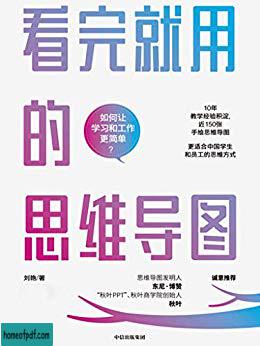 看完就用
的
如何让
学习和工作
更简单
?
10年
教学经验积淀,
近150张
手绘思维导图
更适合中国学生
和员工的思维方式
思维导图
刘艳◎著
思维导图发明人
东尼·博赞
“秋叶PPT”、秋叶商学院创始人
秋叶
诚意推荐
中信出版集团
homeofpdf.com